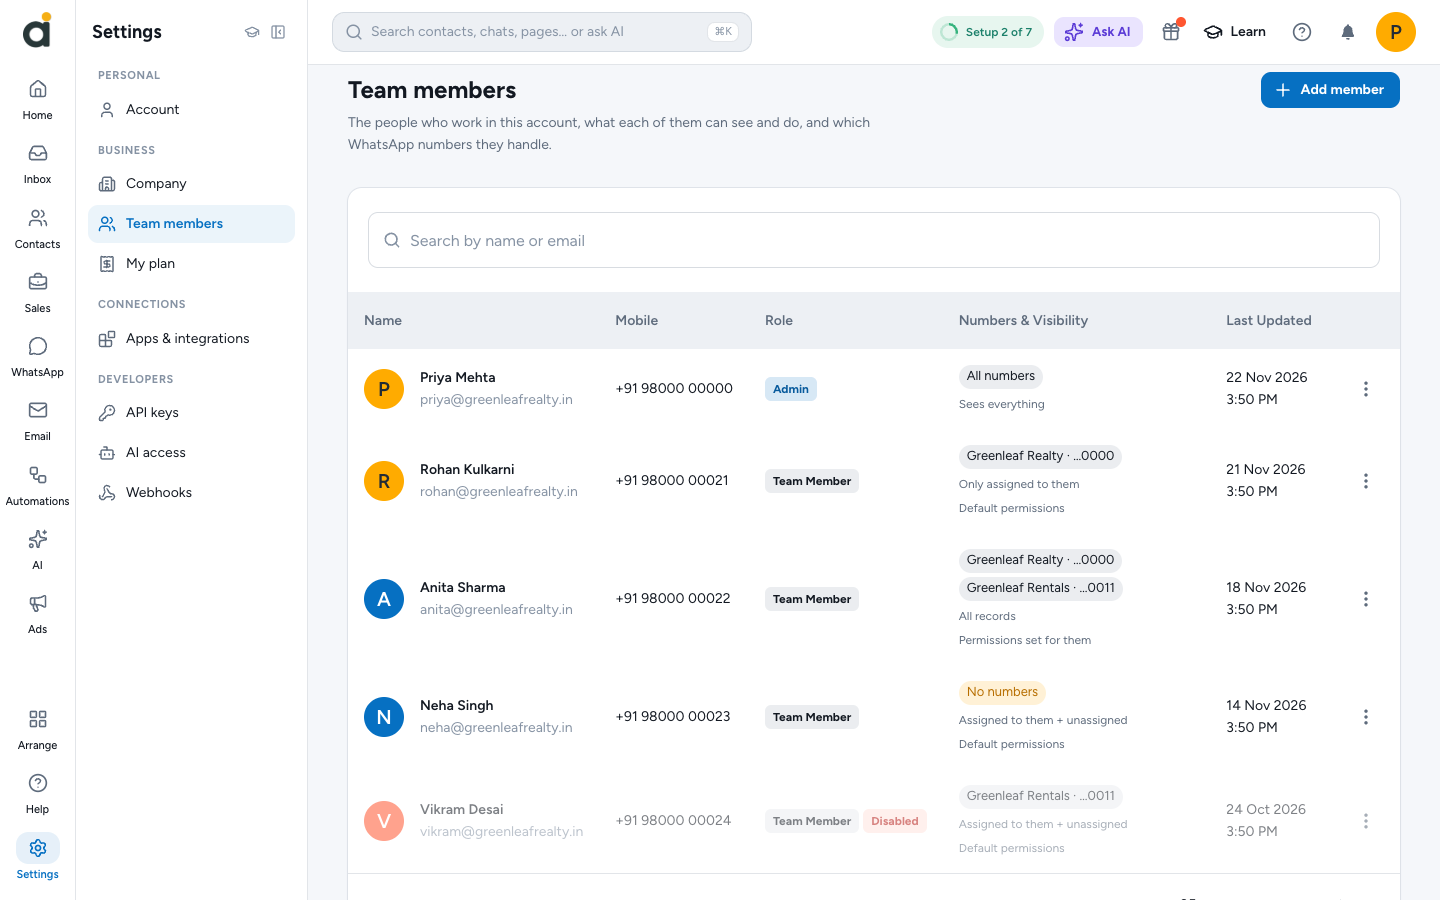 Settings
Search contacts, chats, pages... or ask AI
⌘K
Setup 2 of 7
Ask AI
Learn
P
Home
Inbox
Contacts
Sales
WhatsApp
Email
Automations
AI
Ads
Arrange
Help
Settings
PERSONAL
Account
BUSINESS
Company
Team members
My plan
CONNECTIONS
Apps & integrations
DEVELOPERS
API keys
AI access
Webhooks
Team members
Add member
The people who work in this account, what each of them can see and do, and which
WhatsApp numbers they handle.
Search by name or email
Name Mobile Role Numbers & Visibility Last Updated
P
Priya Mehta
priya@greenleafrealty.in
+91 98000 00000
Admin
All numbers
Sees everything
22 Nov 2026
3:50 PM
R
Rohan Kulkarni
rohan@greenleafrealty.in
+91 98000 00021
Team Member
Greenleaf Realty · ...0000
Only assigned to them
Default permissions
21 Nov 2026
3:50 PM
A
Anita Sharma
anita@greenleafrealty.in
+91 98000 00022
Team Member
Greenleaf Realty · ...0000
Greenleaf Rentals · ...0011
All records
Permissions set for them
18 Nov 2026
3:50 PM
N
Neha Singh
neha@greenleafrealty.in
+91 98000 00023
Team Member
No numbers
Assigned to them + unassigned
Default permissions
14 Nov 2026
3:50 PM
V
Vikram Desai
vikram@greenleafrealty.in
+91 98000 00024
Team Member
Disabled
Greenleaf Rentals · ...0011
Assigned to them + unassigned
Default permissions
24 Oct 2026
3:50 PM